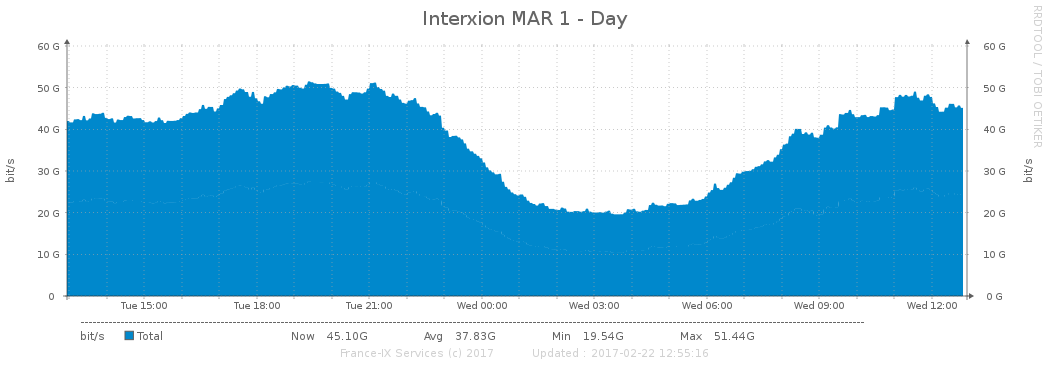 Interxion MAR 1 - Day
RRDTOOL / TOBI OETIKER
bit/s
60 G
50 G
40 G
30 G
20 G
10 G
0
60 G
50 G
40 G
30 G
20 G
10 G
0 G
bit/s
Tue 15:00 Tue 18:00 Tue 21:00 Wed 00:00 Wed 03:00 Wed 06:00 Wed 09:00 Wed 12:00
bit/s Total Now 45.10G Avg 37.83G Min 19.54G Max 51.44G
France-IX Services (c) 2017 Updated : 2017-02-22 12:55:16